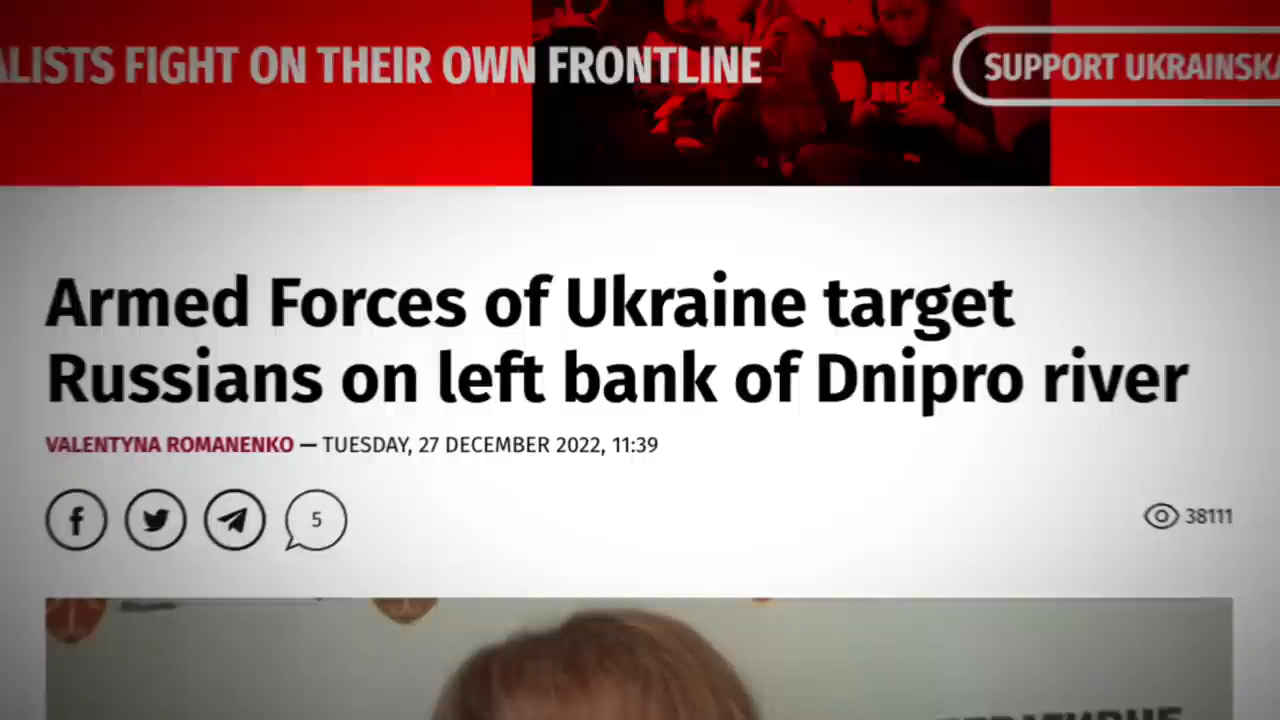 ALISTS FIGHT ON THEIR OWN FRONTLINE
SUPPORT UKRAINSKA
Armed Forces of Ukraine target
Russians on left bank of Dnipro river
VALENTYNA ROMANENKO — TUESDAY, 27 DECEMBER 2022, 11:39
5
38111